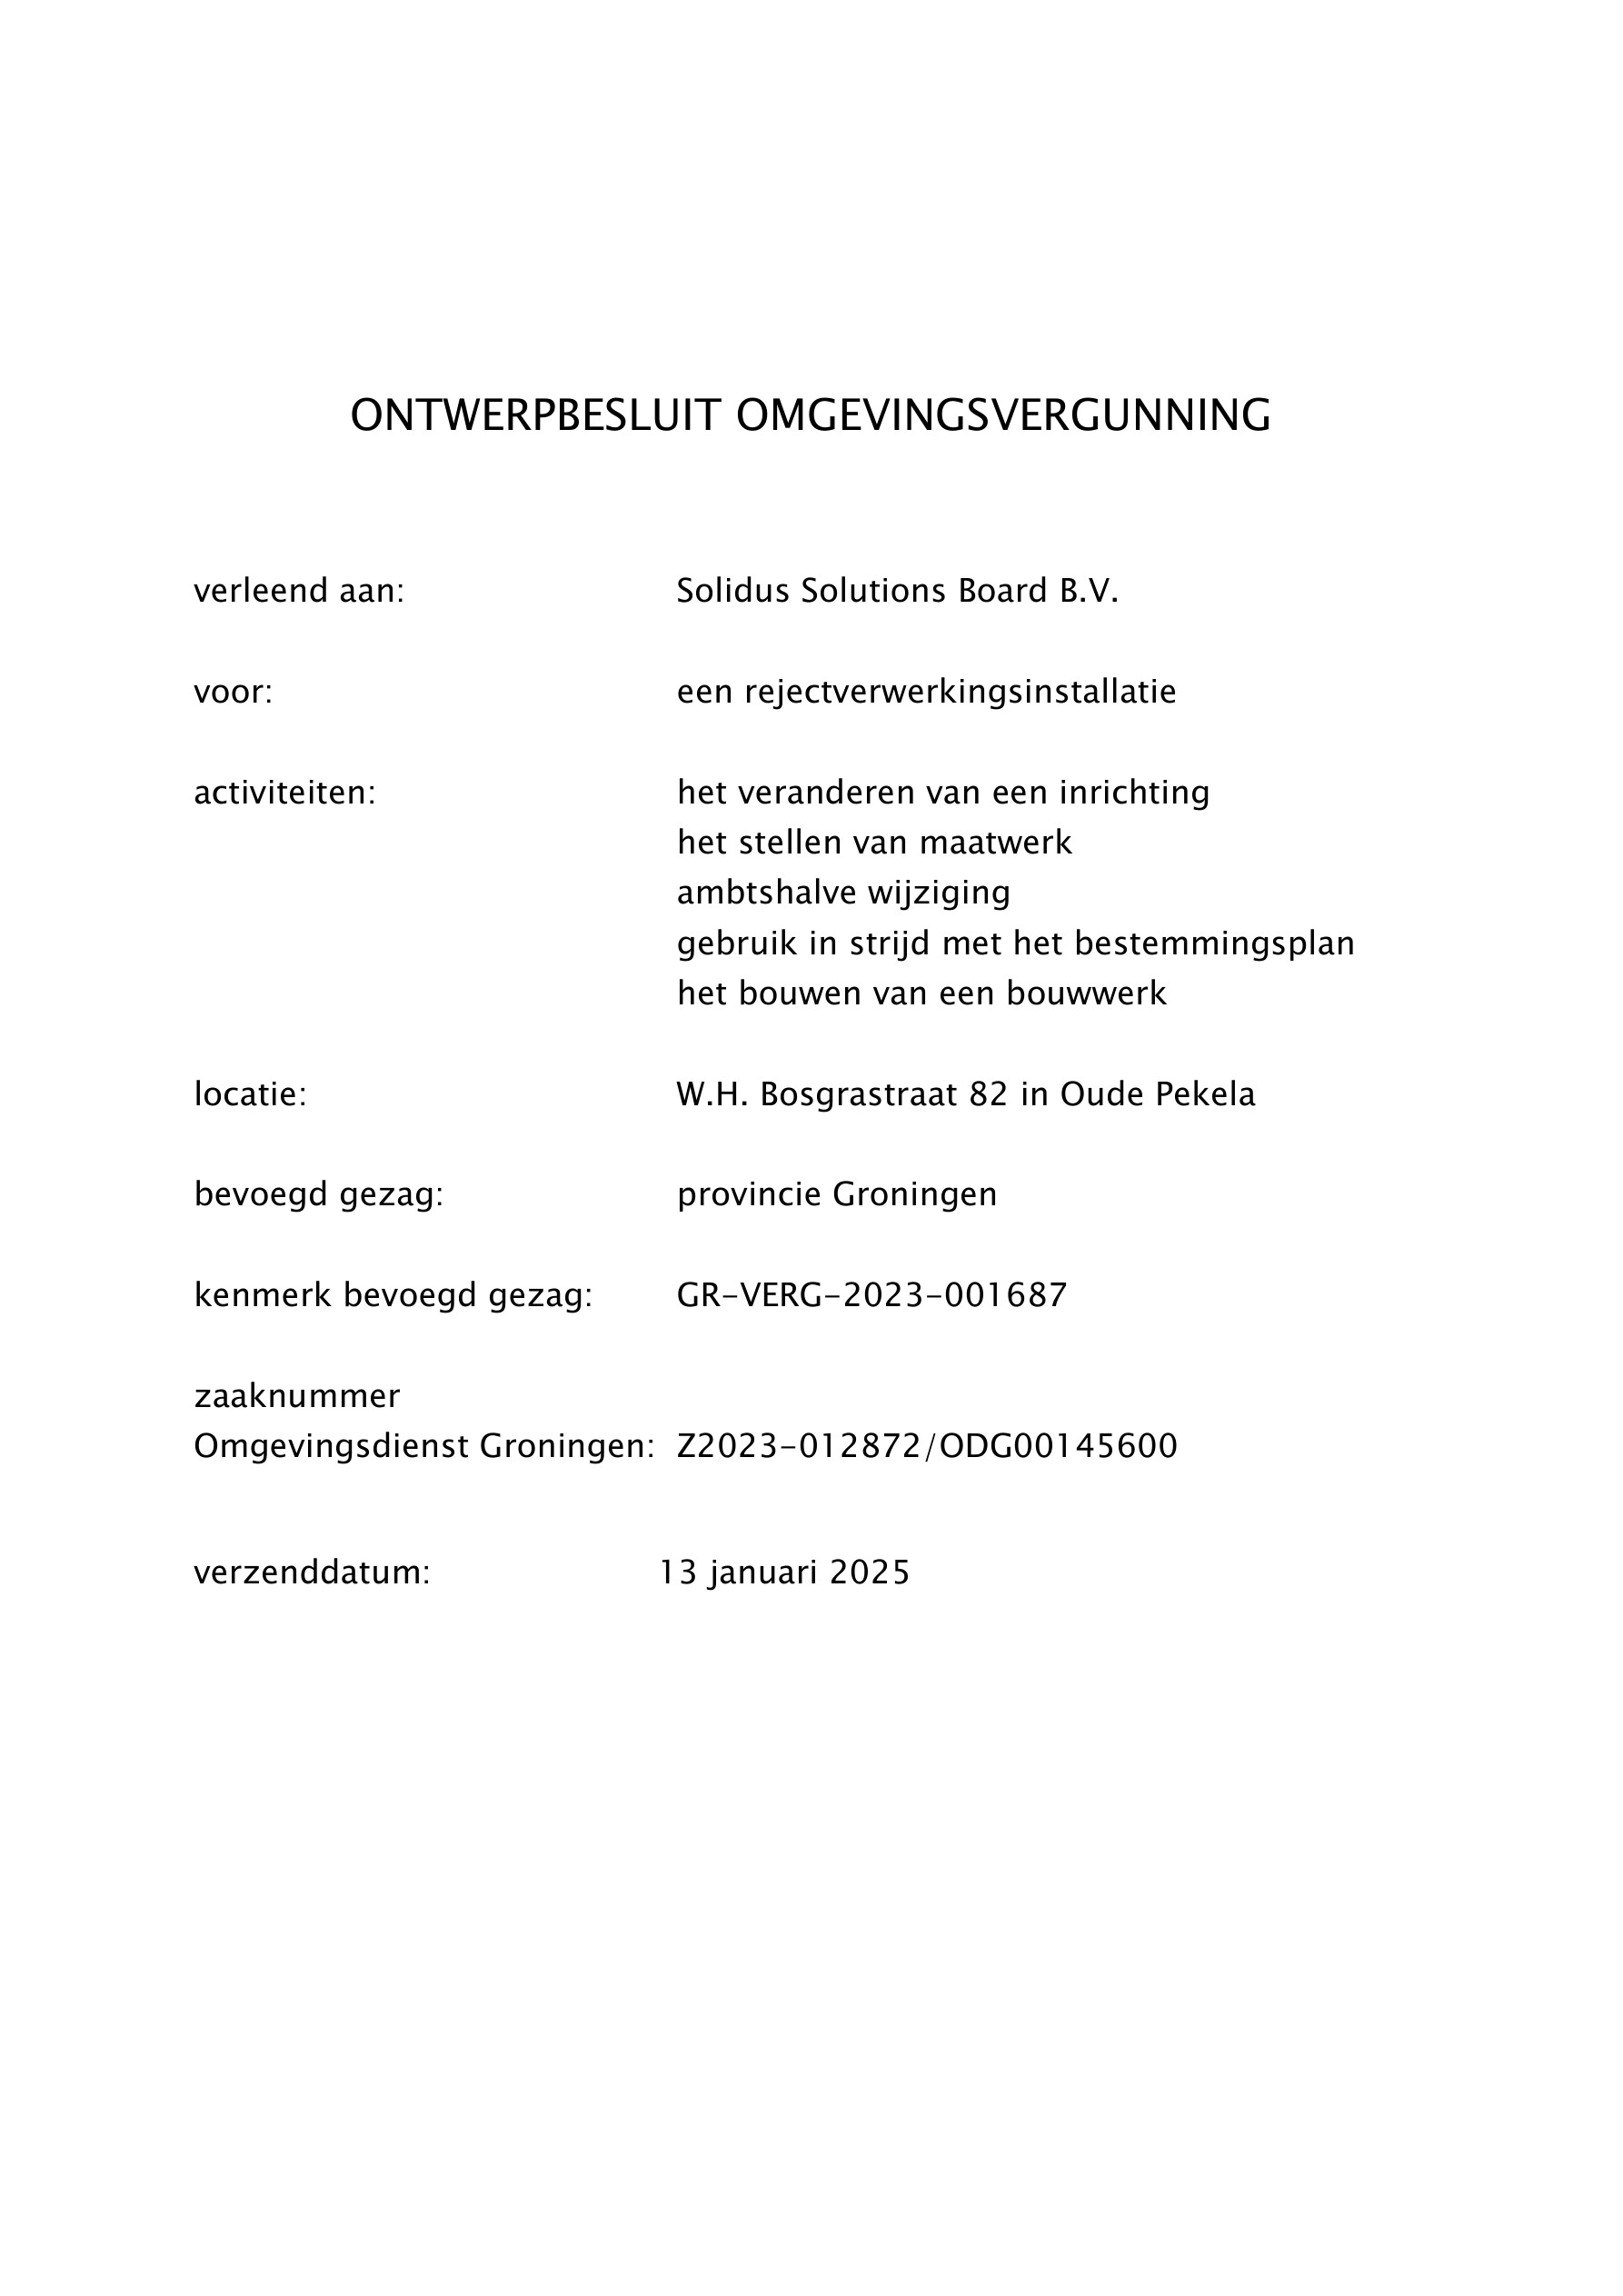 ONTWERPBESLUIT OMGEVINGSVERGUNNING
verleend aan: Solidus Solutions Board B.V.
voor: een rejectverwerkingsinstallatie
activiteiten: het veranderen van een inrichting
het stellen van maatwerk
ambtshalve wijziging
gebruik in strijd met het bestemmingsplan
het bouwen van een bouwwerk
locatie: W.H. Bosgrastraat 82 in Oude Pekela
bevoegd gezag: provincie Groningen
kenmerk bevoegd gezag: GR-VERG-2023-001687
zaaknummer
Omgevingsdienst Groningen: Z2023-012872/ODG00145600
verzenddatum: 13 januari 2025